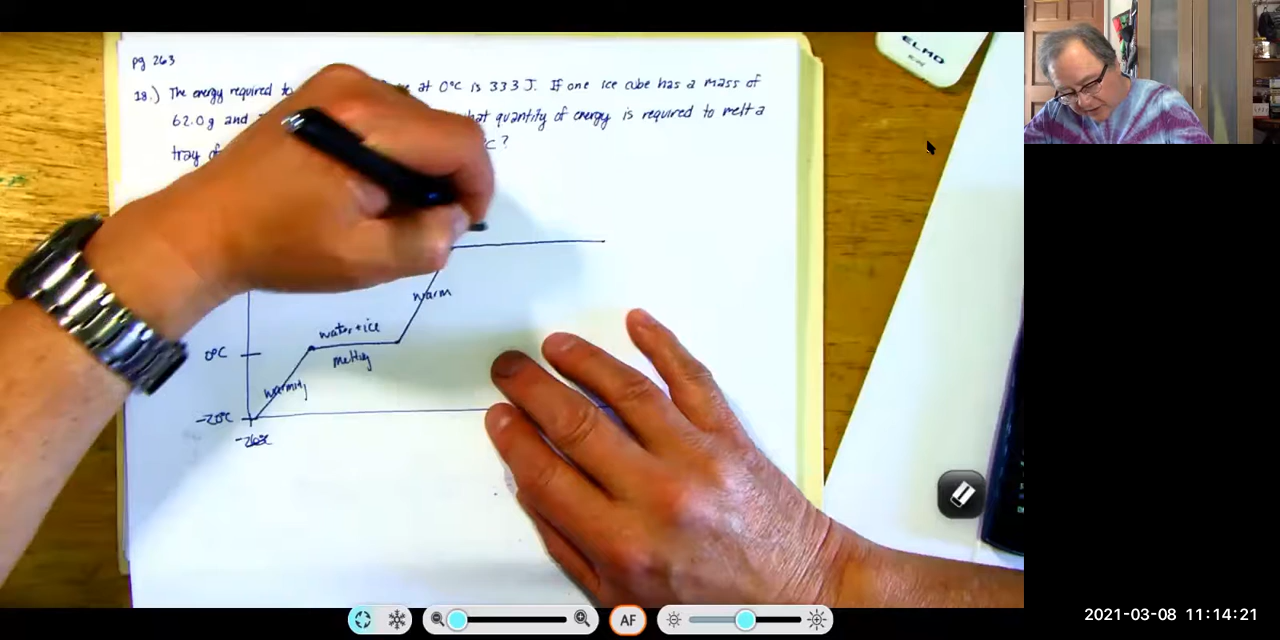 pg 263
18.) The energy required to at 0°C is 333 J. If one ice cube has a mass of
62.0g and what quantity of energy is required to melt a
tray of °C?
ELMO
warm
water + ice
0°C
melting
warming
-20°C
AF
2021-03-08 11:14:21